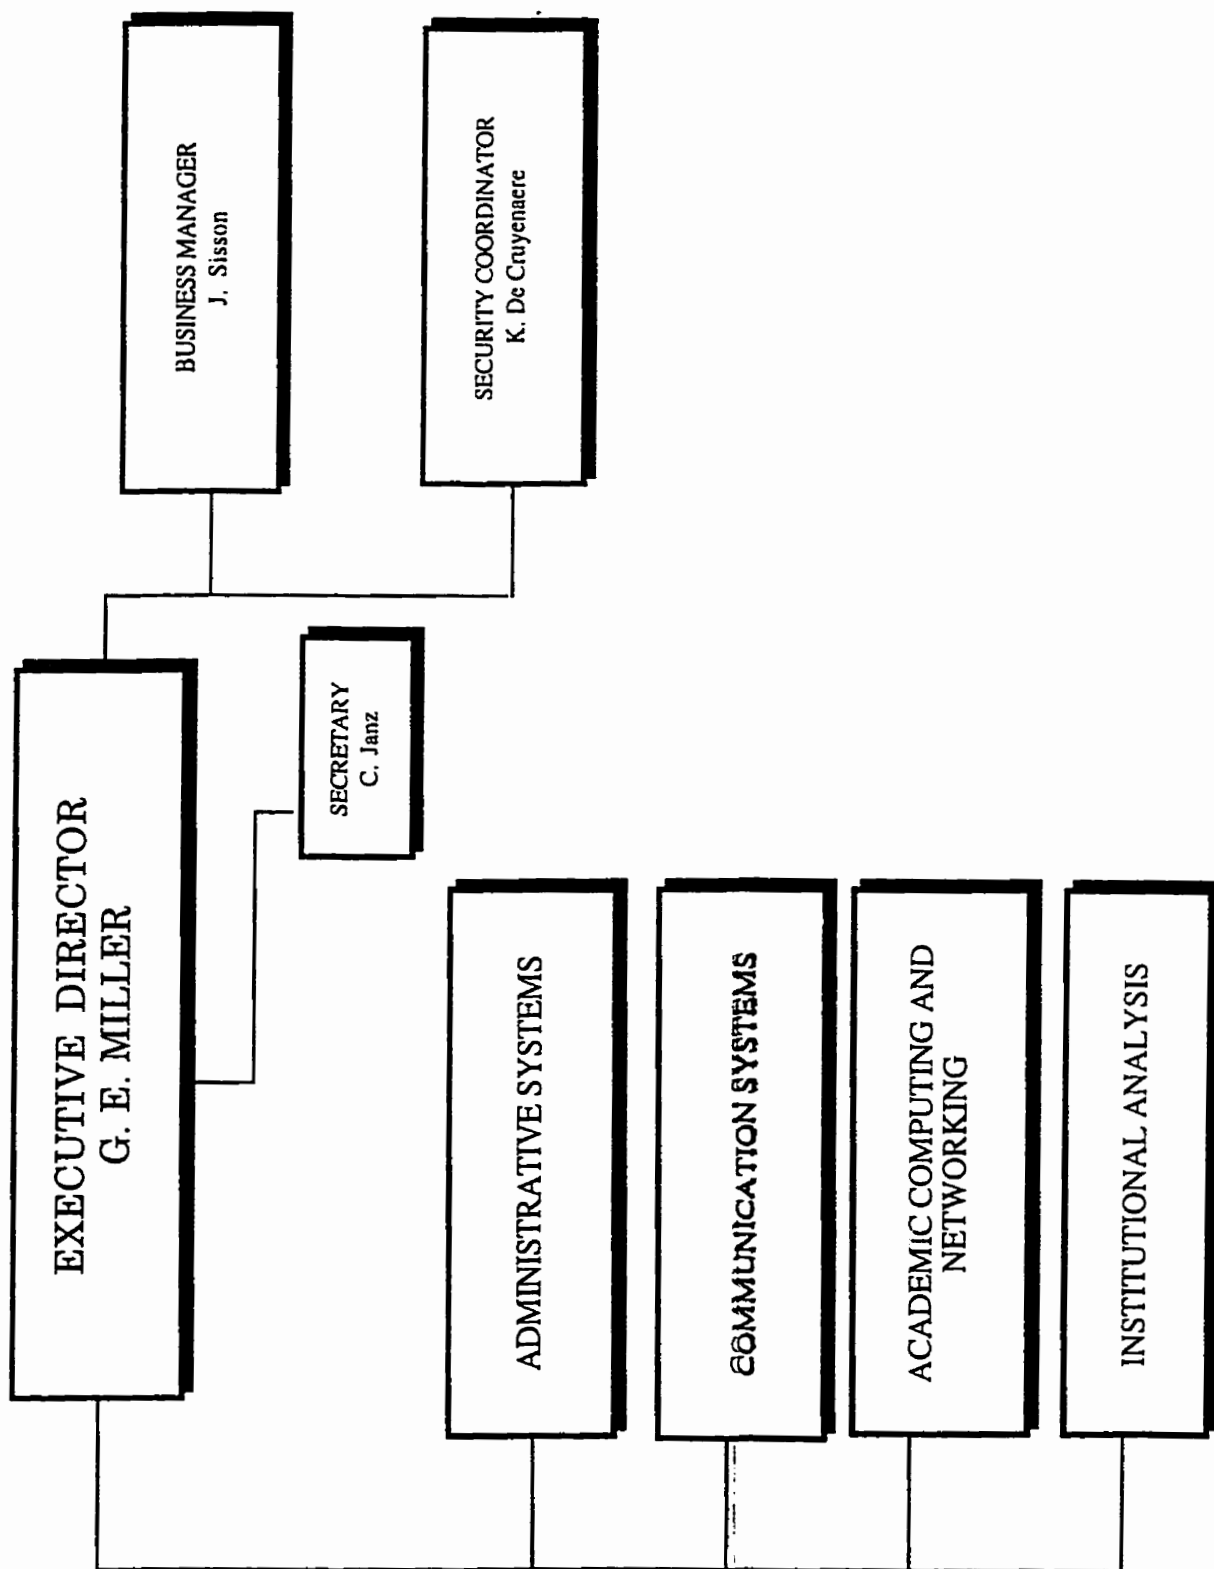 EXECUTIVE DIRECTOR
G. E. MILLER
BUSINESS MANAGER
J. Sisson
SECRETARY
C. Janz
SECURITY COORDINATOR
K. De Cruyenaere
ADMINISTRATIVE SYSTEMS
COMMUNICATION SYSTEMS
ACADEMIC COMPUTING AND
NETWORKING
INSTITUTIONAL ANALYSIS